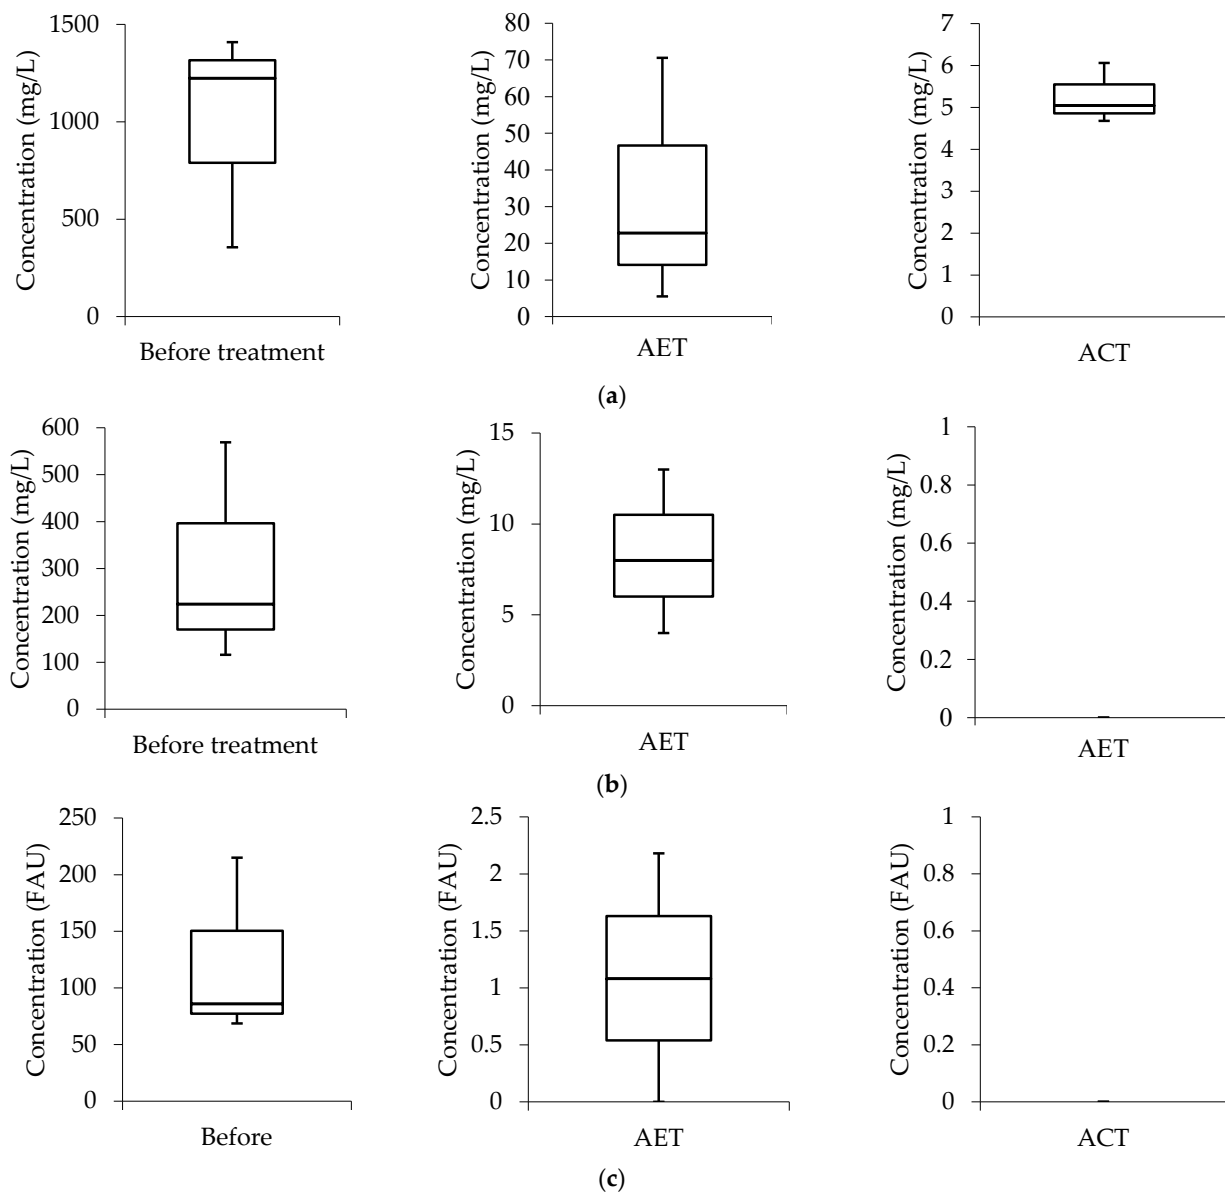 Concentration (mg/L)
1500
1000
500
0
Before treatment
Concentration (mg/L)
80
70
60
50
40
30
20
10
0
AET
Concentration (mg/L)
7
6
5
4
3
2
1
0
ACT
(a)
Concentration (mg/L)
600
500
400
300
200
100
0
Before treatment
Concentration (mg/L)
15
10
5
0
AET
Concentration (mg/L)
1
0.8
0.6
0.4
0.2
0
AET
(b)
Concentration (FAU)
250
200
150
100
50
0
Before
Concentration (FAU)
2.5
2
1.5
1
0.5
0
AET
Concentration (FAU)
1
0.8
0.6
0.4
0.2
0
ACT
(c)